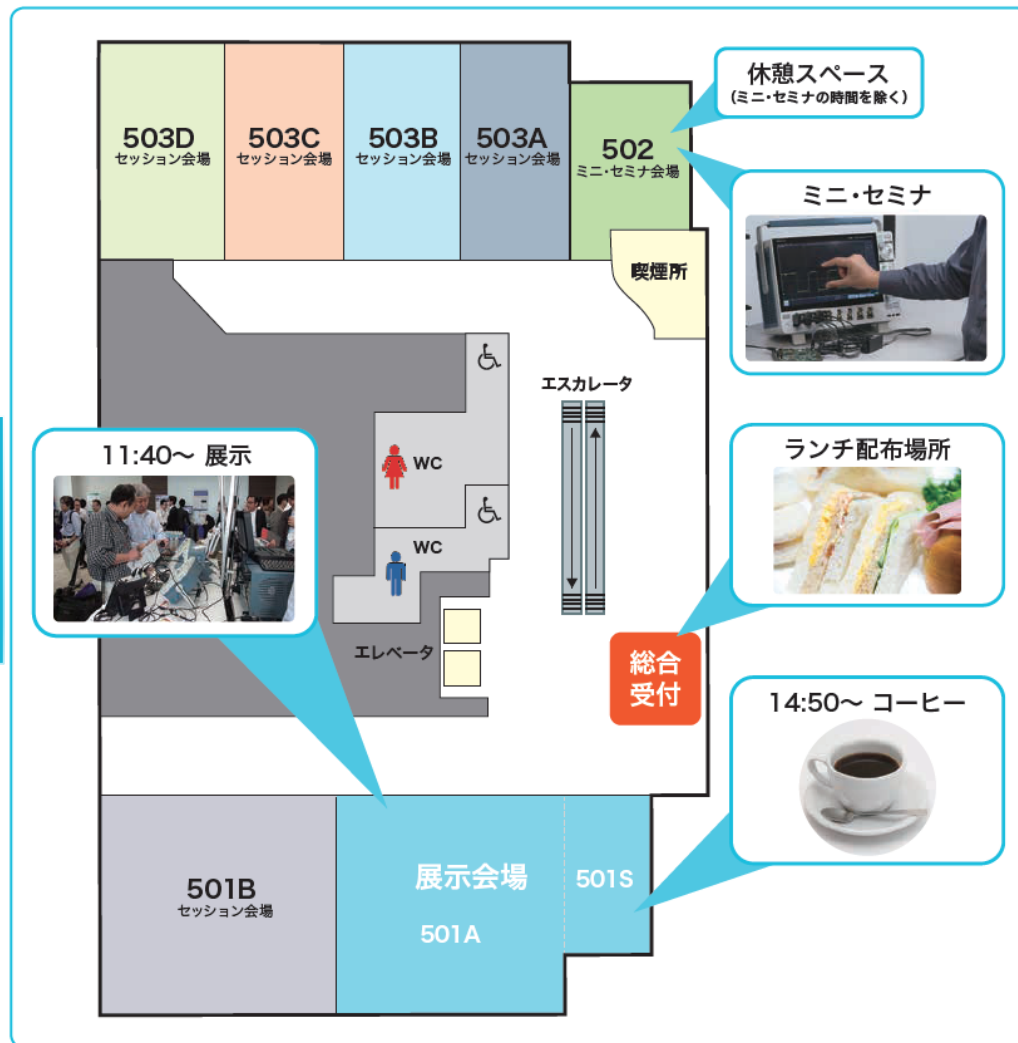 503D
セッション会場
503C
セッション会場
503B
セッション会場
503A
セッション会場
502
ミニ・セミナ会場
休憩スペース
(ミニ・セミナの時間を除く)
ミニ・セミナ
喫煙所
エスカレータ
11:40〜 展示
WC
WC
エレベータ
ランチ配布場所
総合
受付
14:50〜 コーヒー
501B
セッション会場
展示会場
501A
501S